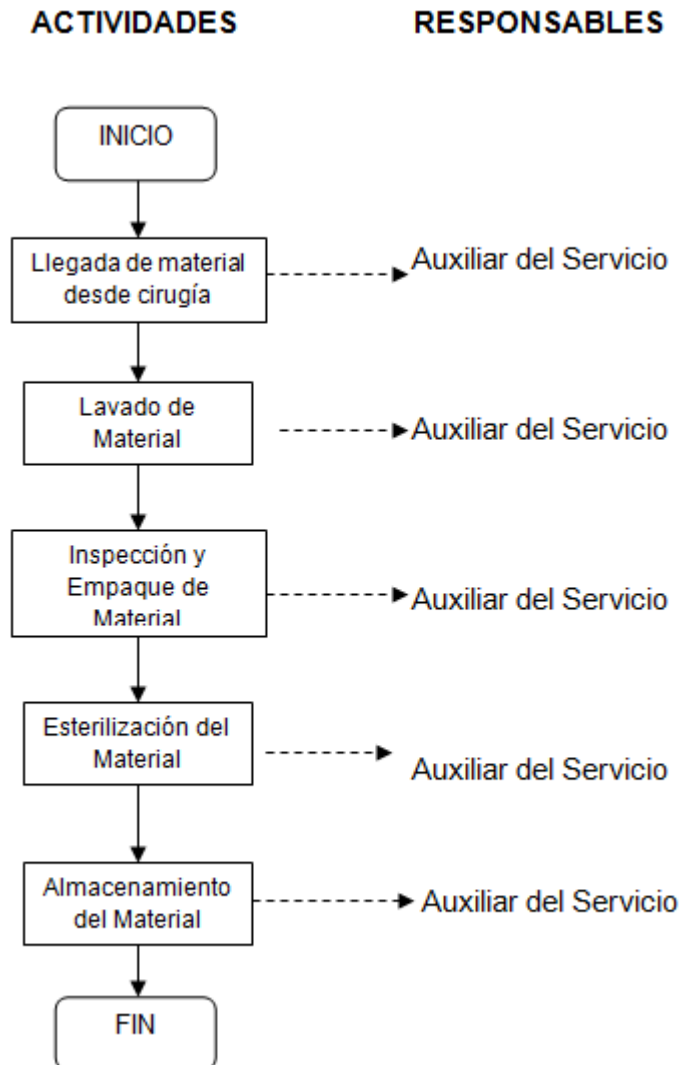 ACTIVIDADES RESPONSABLES
INICIO
Llegada de material
desde cirugía
Auxiliar del Servicio
Lavado de
Material
Auxiliar del Servicio
Inspección y
Empaque de
Material
Auxiliar del Servicio
Esterilización del
Material
Auxiliar del Servicio
Almacenamiento
del Material
Auxiliar del Servicio
FIN